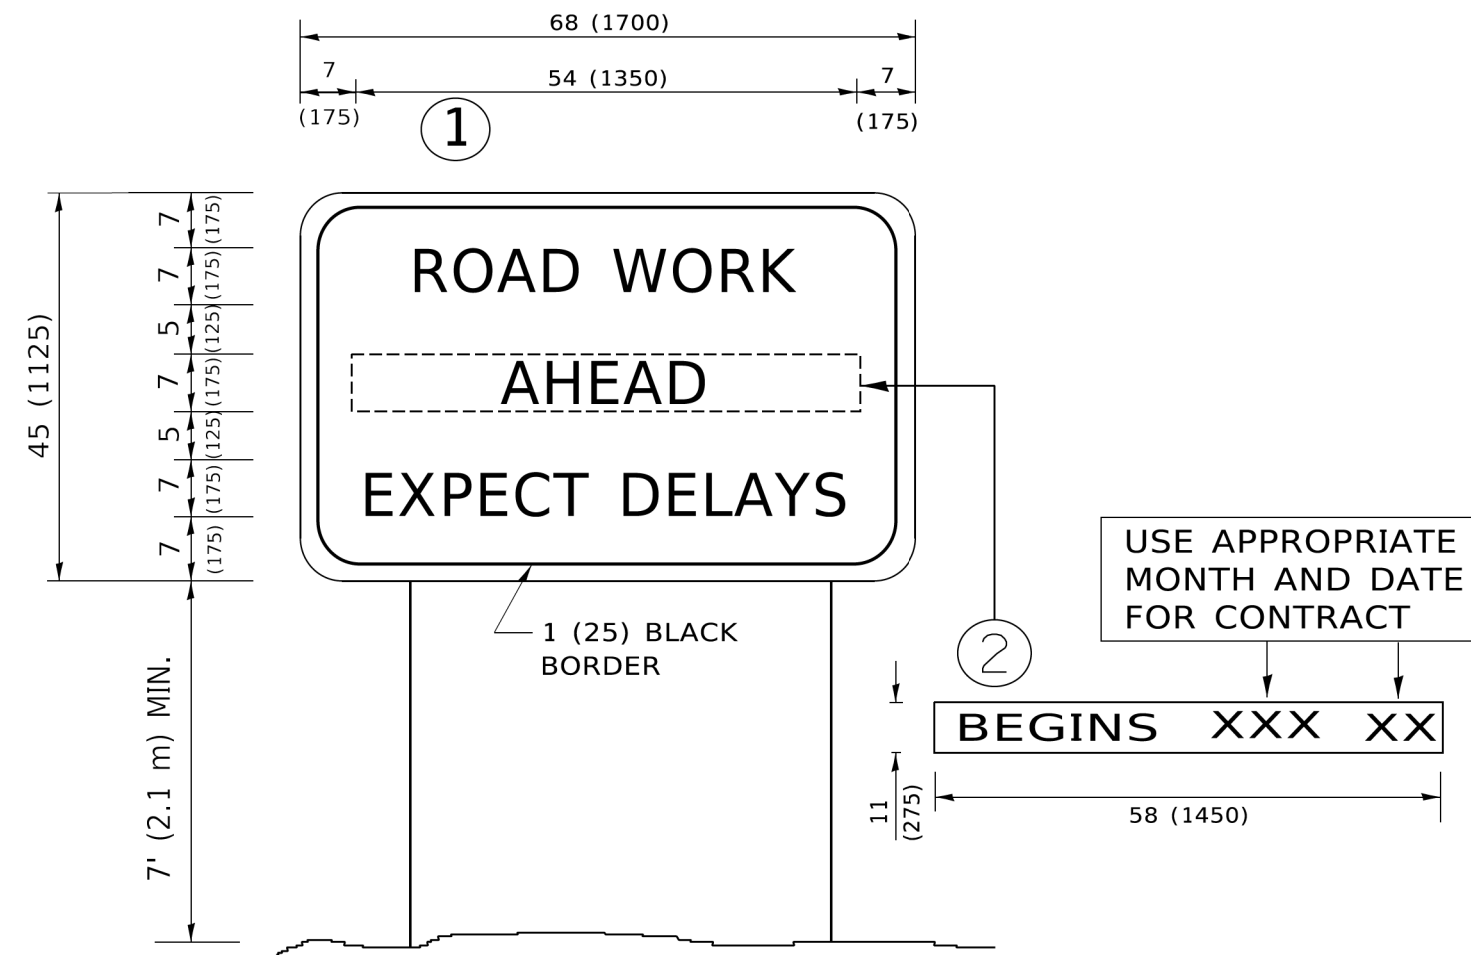 68 (1700)
7
54 (1350)
7
(175)
(175)
1
7
(175)
7
(175)
5
(125)
7
(175)
5
(125)
7
(175)
7
(175)
45 (1125)
ROAD WORK
AHEAD
EXPECT DELAYS
1 (25) BLACK
BORDER
7' (2.1 m) MIN.
USE APPROPRIATE
MONTH AND DATE
FOR CONTRACT
2
BEGINS XXX XX
11
(275)
58 (1450)